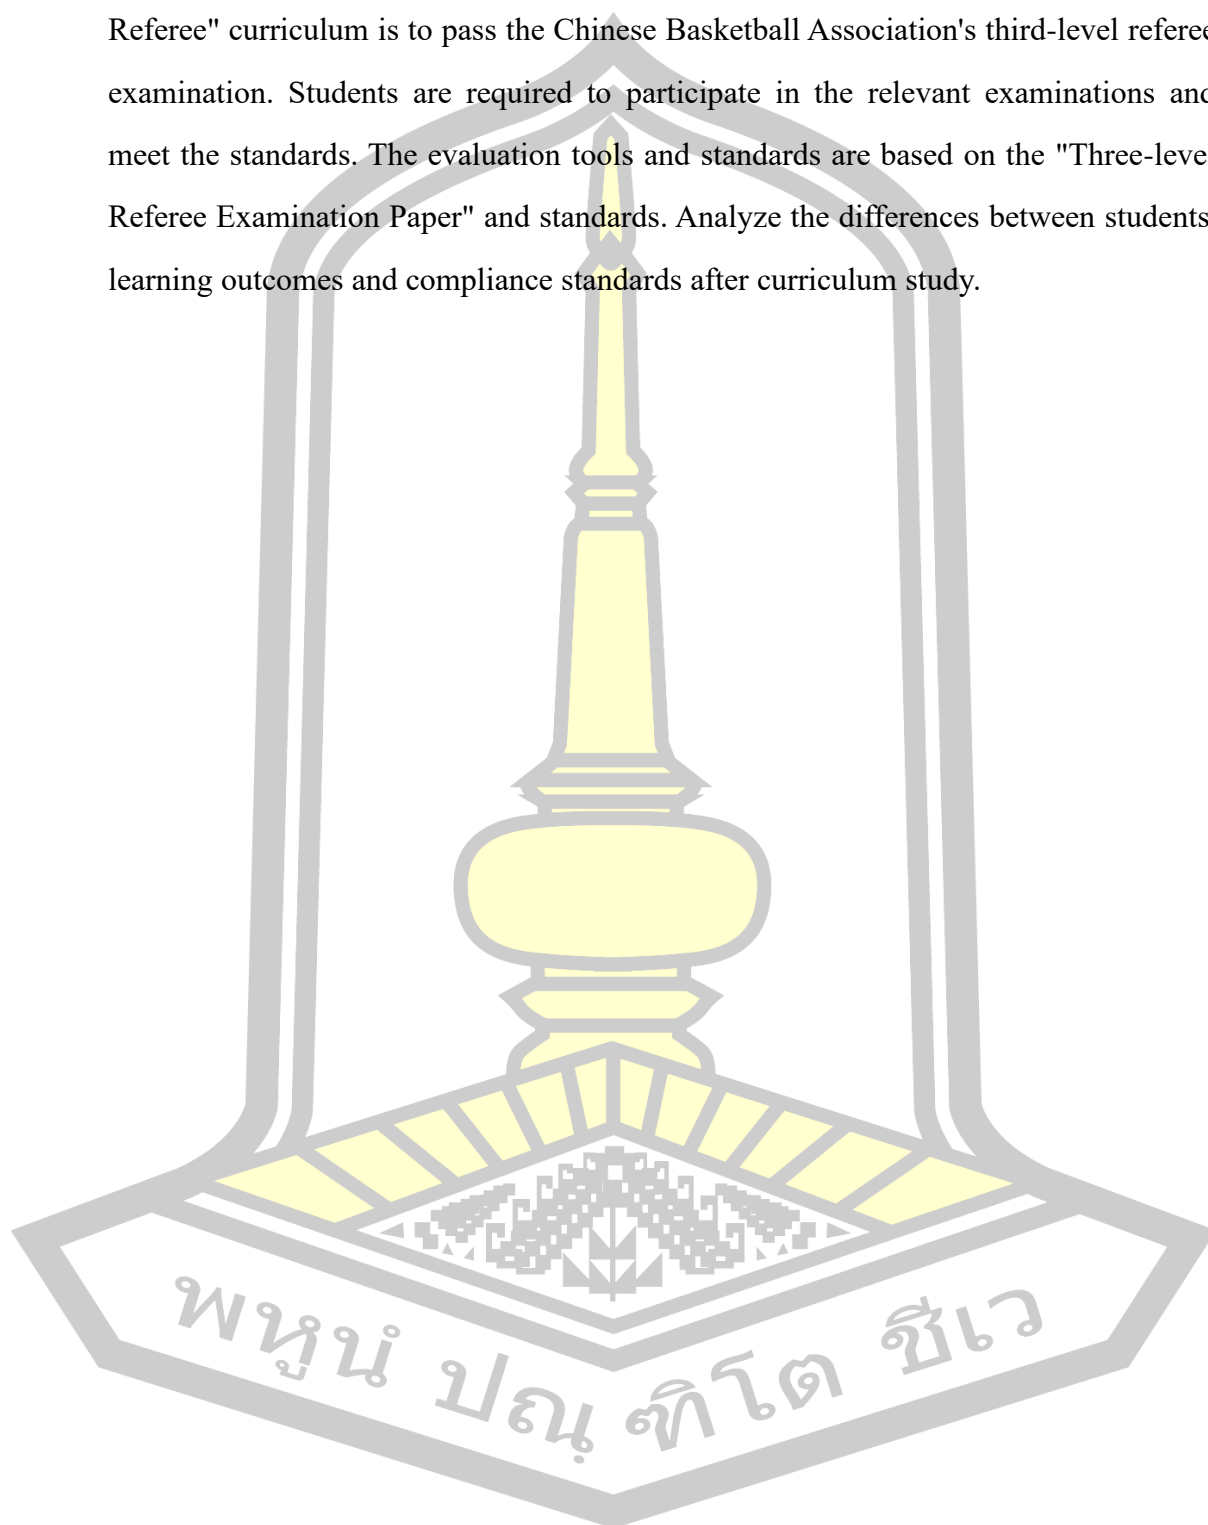 Referee" curriculum is to pass the Chinese Basketball Association's third-level referee
examination. Students are required to participate in the relevant examinations and
meet the standards. The evaluation tools and standards are based on the "Three-level
Referee Examination Paper" and standards. Analyze the differences between students'
learning outcomes and compliance standards after curriculum study.
พหูนํ ปณฺฑิโต ชีเว